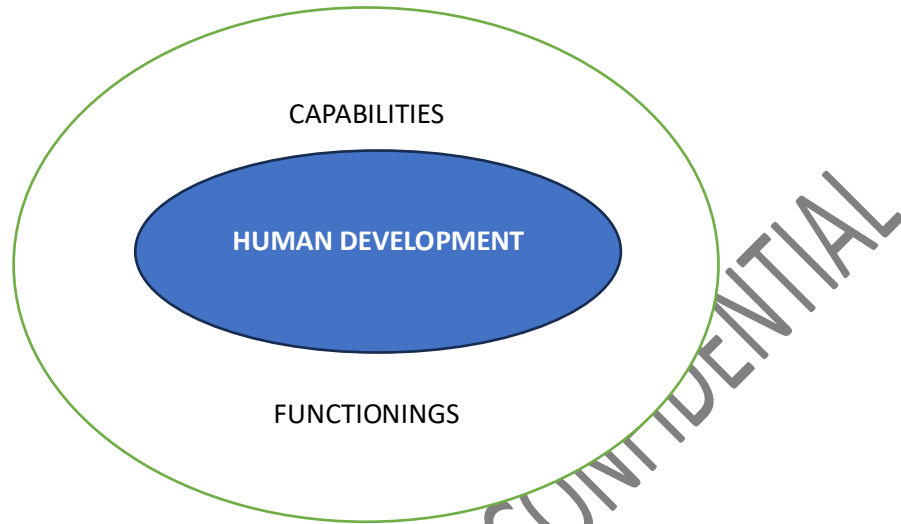 CAPABILITIES
HUMAN DEVELOPMENT
FUNCTIONINGS
CONFIDENTIAL